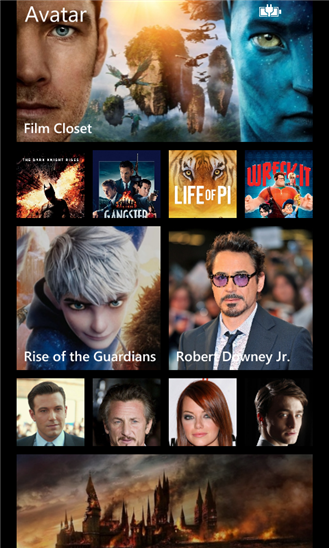 Avatar
Film Closet
THE DARK KNIGHT RISES
GANGSTER
LIFE OF PI
WRECK-IT
Rise of the Guardians
Robert Downey Jr.